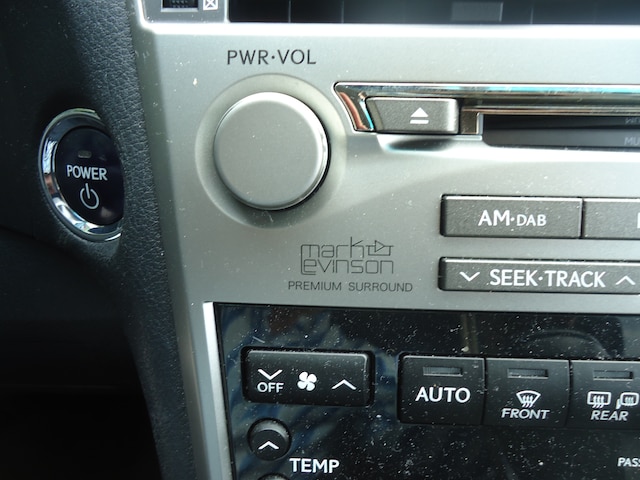 PWR·VOL
POWER
AM·DAB
mark
levinson
PREMIUM SURROUND
SEEK·TRACK
OFF
AUTO
FRONT
REAR
TEMP